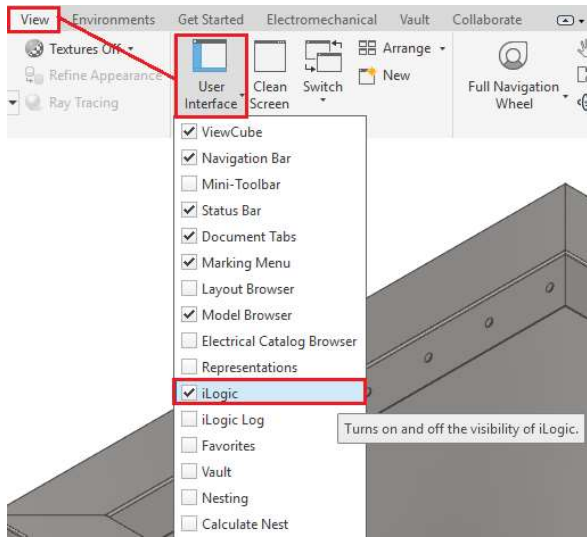 View Environments Get Started Electromechanical Vault Collaborate
Textures Off
Refine Appearance
Ray Tracing
User
Interface
Clean
Screen
Switch
Arrange
New
Full Navigation
Wheel
ViewCube
Navigation Bar
Mini-Toolbar
Status Bar
Document Tabs
Marking Menu
Layout Browser
Model Browser
Electrical Catalog Browser
Representations
iLogic
iLogic Log
Turns on and off the visibility of iLogic.
Favorites
Vault
Nesting
Calculate Nest